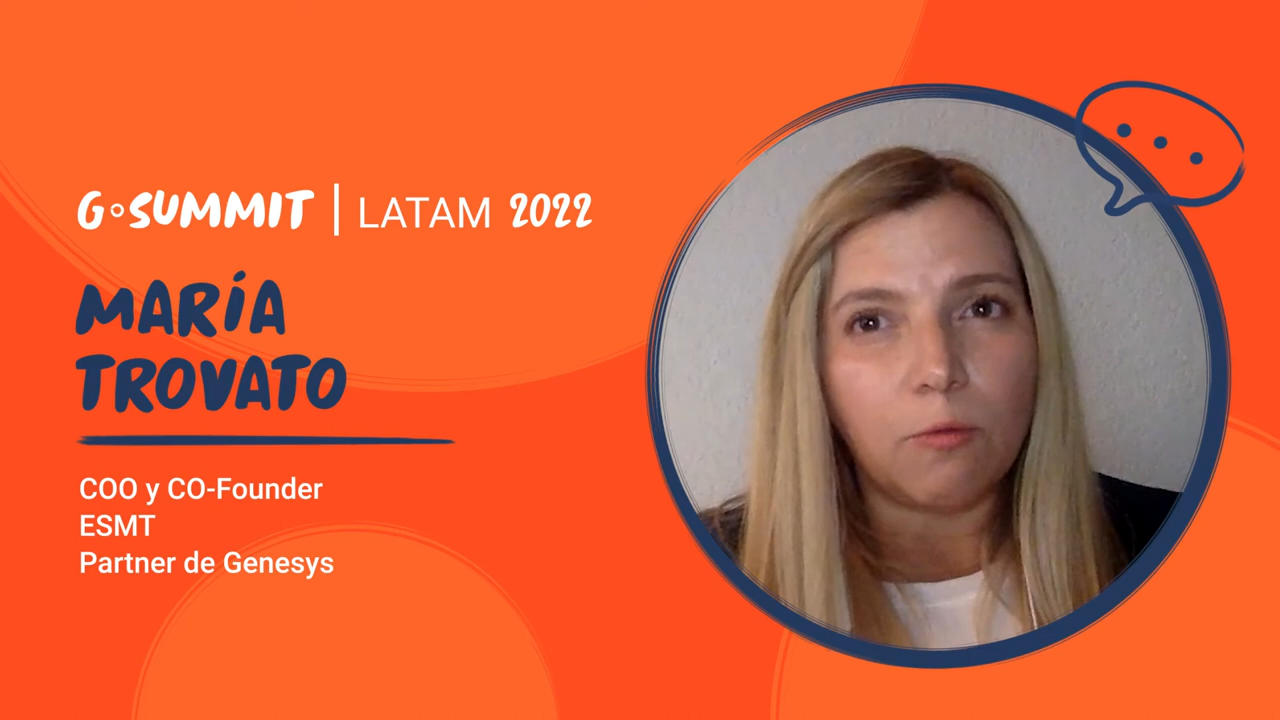 G∘SUMMIT | LATAM 2022
MARÍA
TROVATO
COO y CO-Founder
ESMT
Partner de Genesys